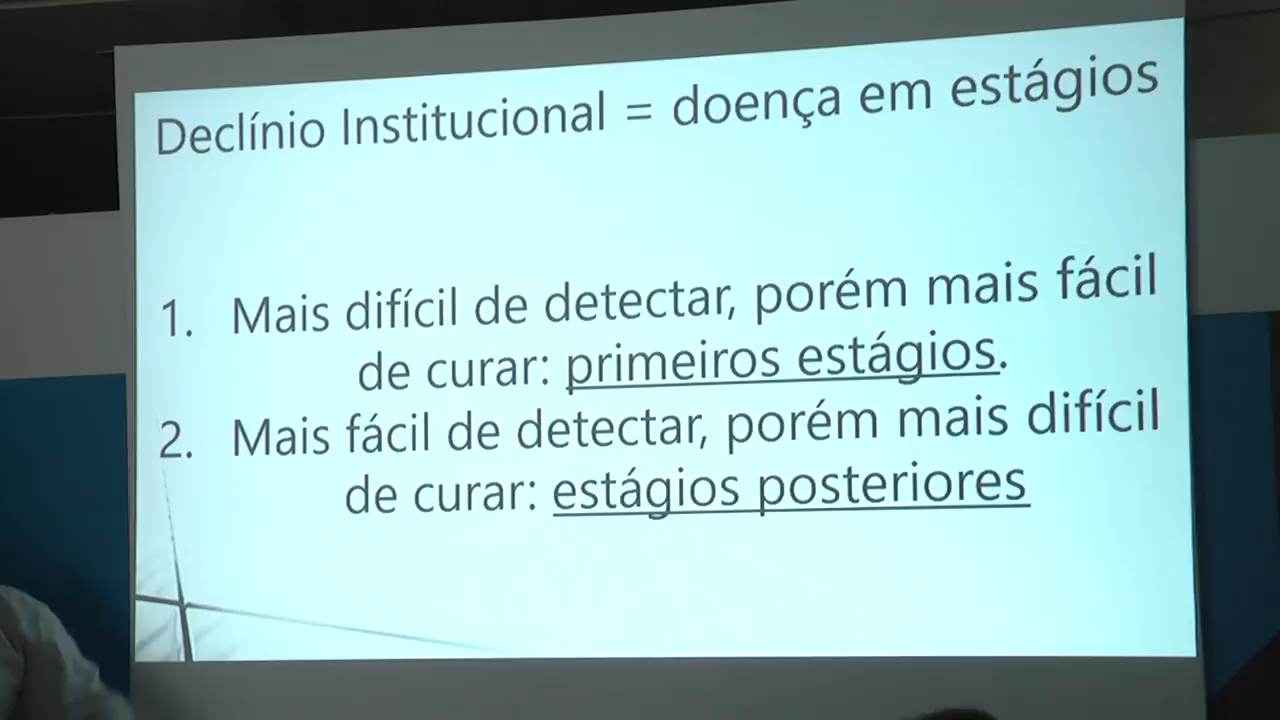 Declínio Institucional = doença em estágios
1. Mais difícil de detectar, porém mais fácil
de curar: primeiros estágios.
2. Mais fácil de detectar, porém mais difícil
de curar: estágios posteriores